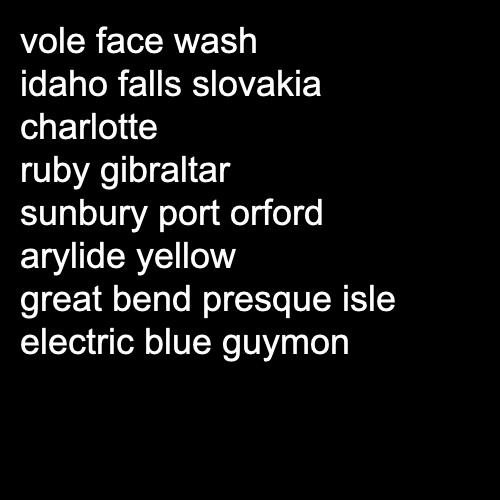 vole face wash
idaho falls slovakia
charlotte
ruby gibraltar
sunbury port orford
arylide yellow
great bend presque isle
electric blue guymon